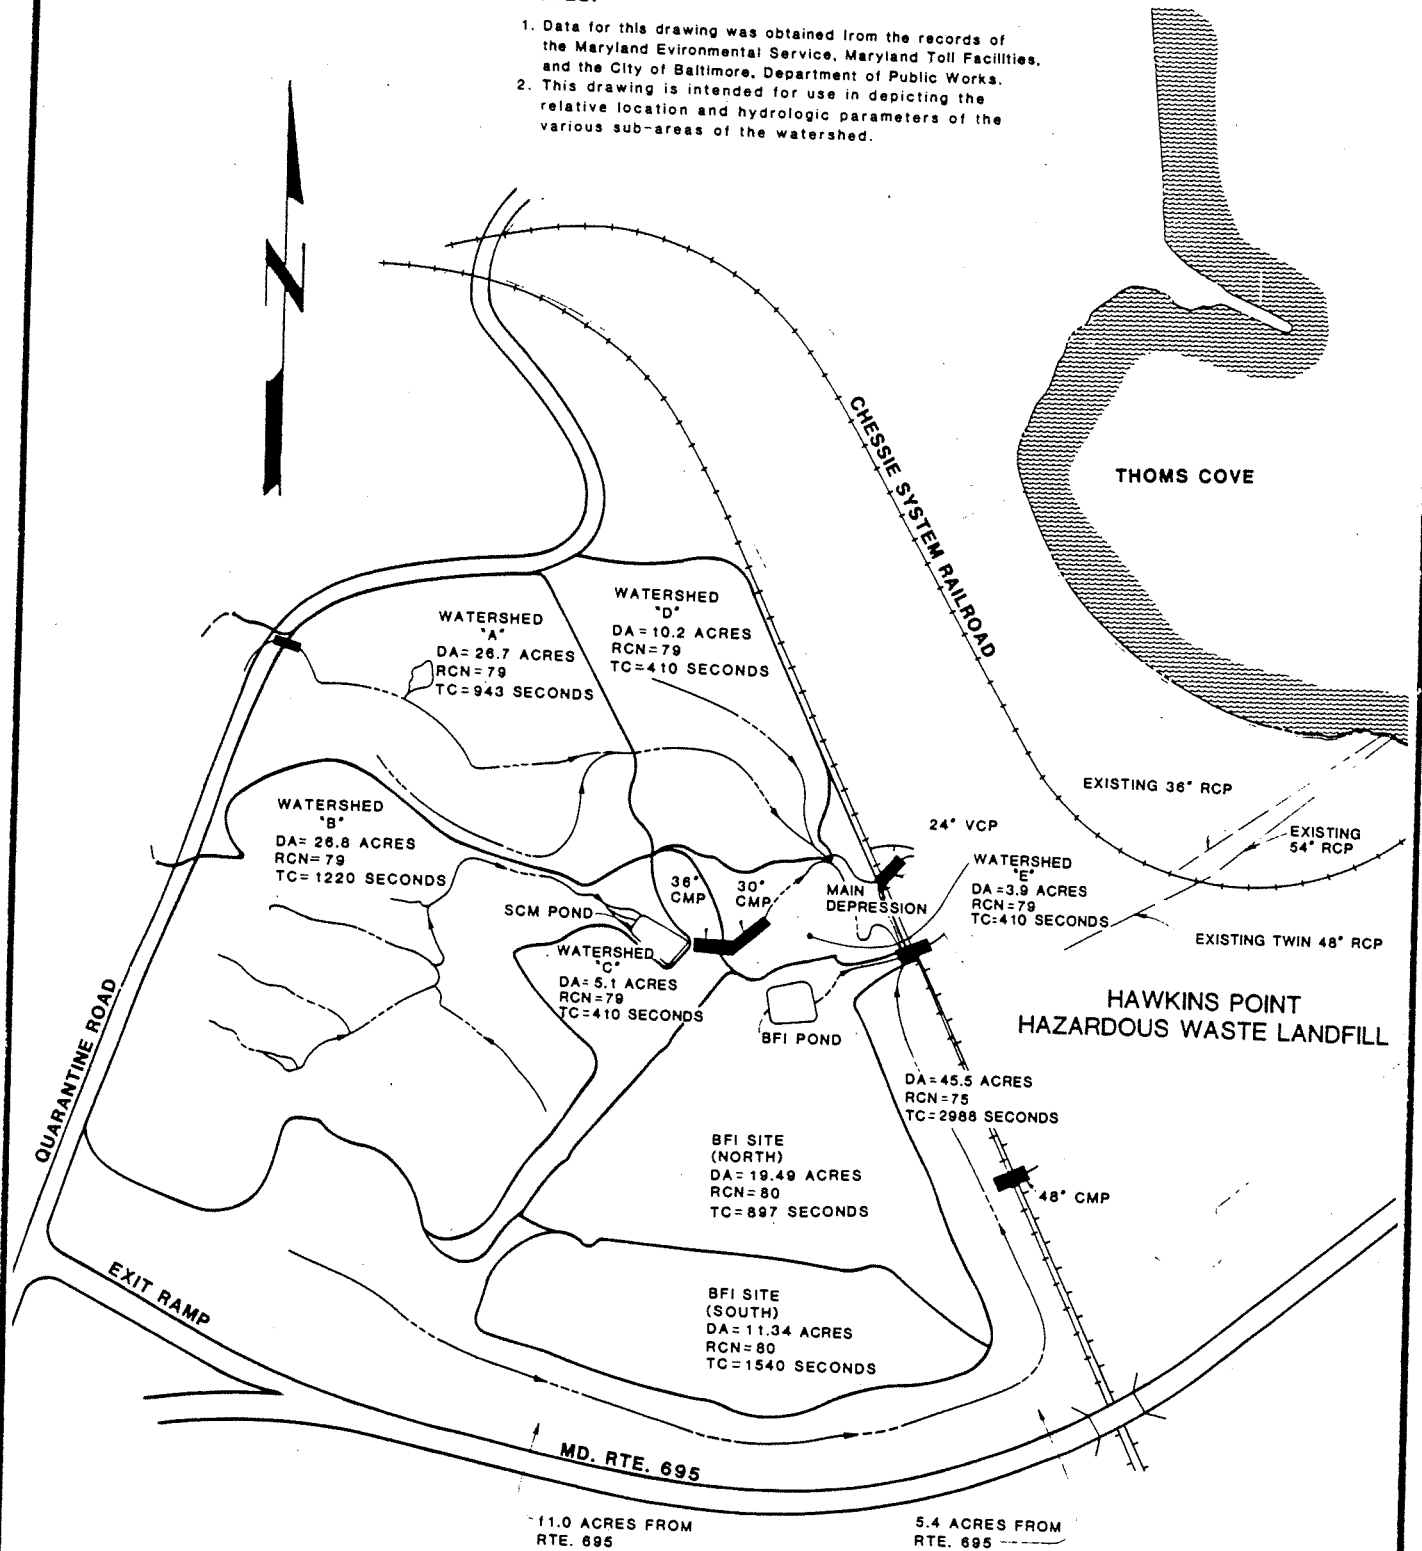 1. Data for this drawing was obtained from the records of
the Maryland Evironmental Service, Maryland Toll Facilities,
and the City of Baltimore, Department of Public Works.
2. This drawing is intended for use in depicting the
relative location and hydrologic parameters of the
various sub-areas of the watershed.
N
CHESSIE SYSTEM RAILROAD
THOMS COVE
WATERSHED
"A"
DA= 26.7 ACRES
RCN=79
TC=943 SECONDS
WATERSHED
"D"
DA=10.2 ACRES
RCN=79
TC=410 SECONDS
WATERSHED
"B"
DA= 26.8 ACRES
RCN=79
TC=1220 SECONDS
SCM POND
36" CMP
30" CMP
MAIN
DEPRESSION
24" VCP
WATERSHED
"E"
DA=3.9 ACRES
RCN=79
TC=410 SECONDS
EXISTING 36" RCP
EXISTING
54" RCP
EXISTING TWIN 48" RCP
WATERSHED
"C"
DA=5.1 ACRES
RCN=79
TC=410 SECONDS
BFI POND
HAWKINS POINT
HAZARDOUS WASTE LANDFILL
QUARANTINE ROAD
DA=45.5 ACRES
RCN=75
TC=2988 SECONDS
BFI SITE
(NORTH)
DA=19.49 ACRES
RCN=80
TC=897 SECONDS
48" CMP
EXIT RAMP
BFI SITE
(SOUTH)
DA=11.34 ACRES
RCN=80
TC=1540 SECONDS
MD. RTE. 695
11.0 ACRES FROM
RTE. 695
5.4 ACRES FROM
RTE. 695